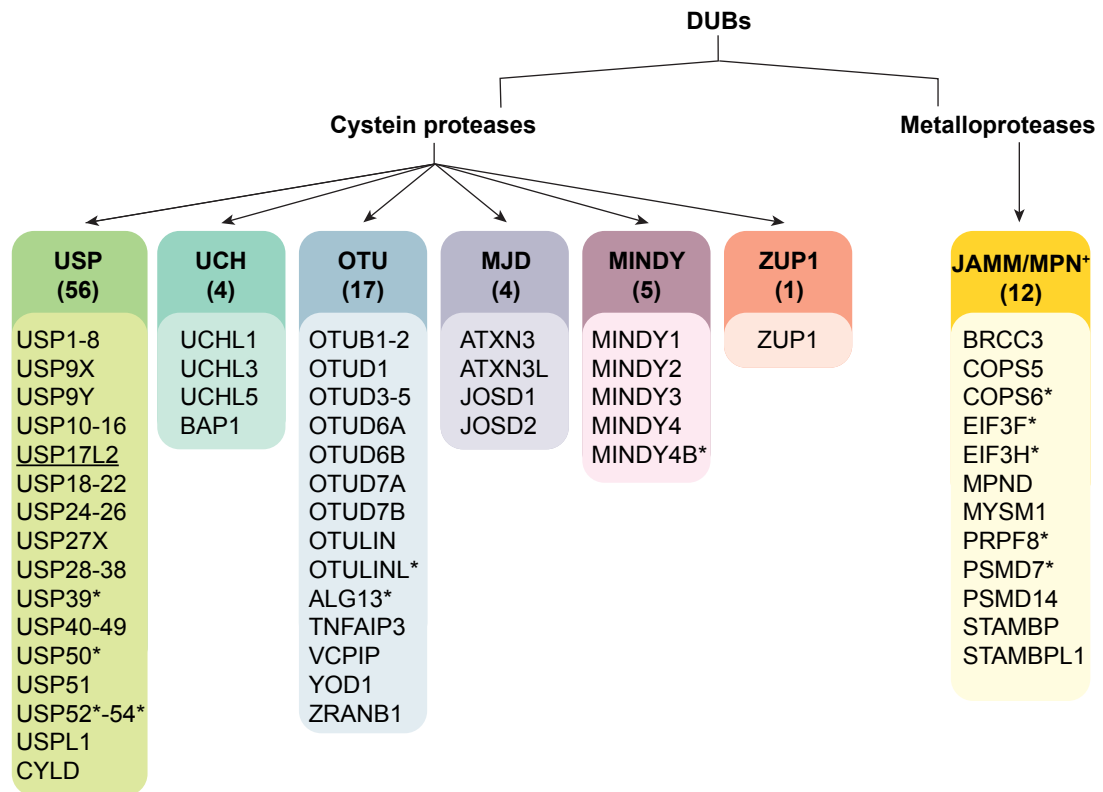 DUBs
Cystein proteases
Metalloproteases
USP
(56)
USP1-8
USP9X
USP9Y
USP10-16
USP17L2
USP18-22
USP24-26
USP27X
USP28-38
USP39*
USP40-49
USP50*
USP51
USP52*-54*
USPL1
CYLD
UCH
(4)
UCHL1
UCHL3
UCHL5
BAP1
OTU
(17)
OTUB1-2
OTUD1
OTUD3-5
OTUD6A
OTUD6B
OTUD7A
OTUD7B
OTULIN
OTULINL*
ALG13*
TNFAIP3
VCPIP
YOD1
ZRANB1
MJD
(4)
ATXN3
ATXN3L
JOSD1
JOSD2
MINDY
(5)
MINDY1
MINDY2
MINDY3
MINDY4
MINDY4B*
ZUP1
(1)
ZUP1
JAMM/MPN⁺
(12)
BRCC3
COPS5
COPS6*
EIF3F*
EIF3H*
MPND
MYSM1
PRPF8*
PSMD7*
PSMD14
STAMBP
STAMBPL1